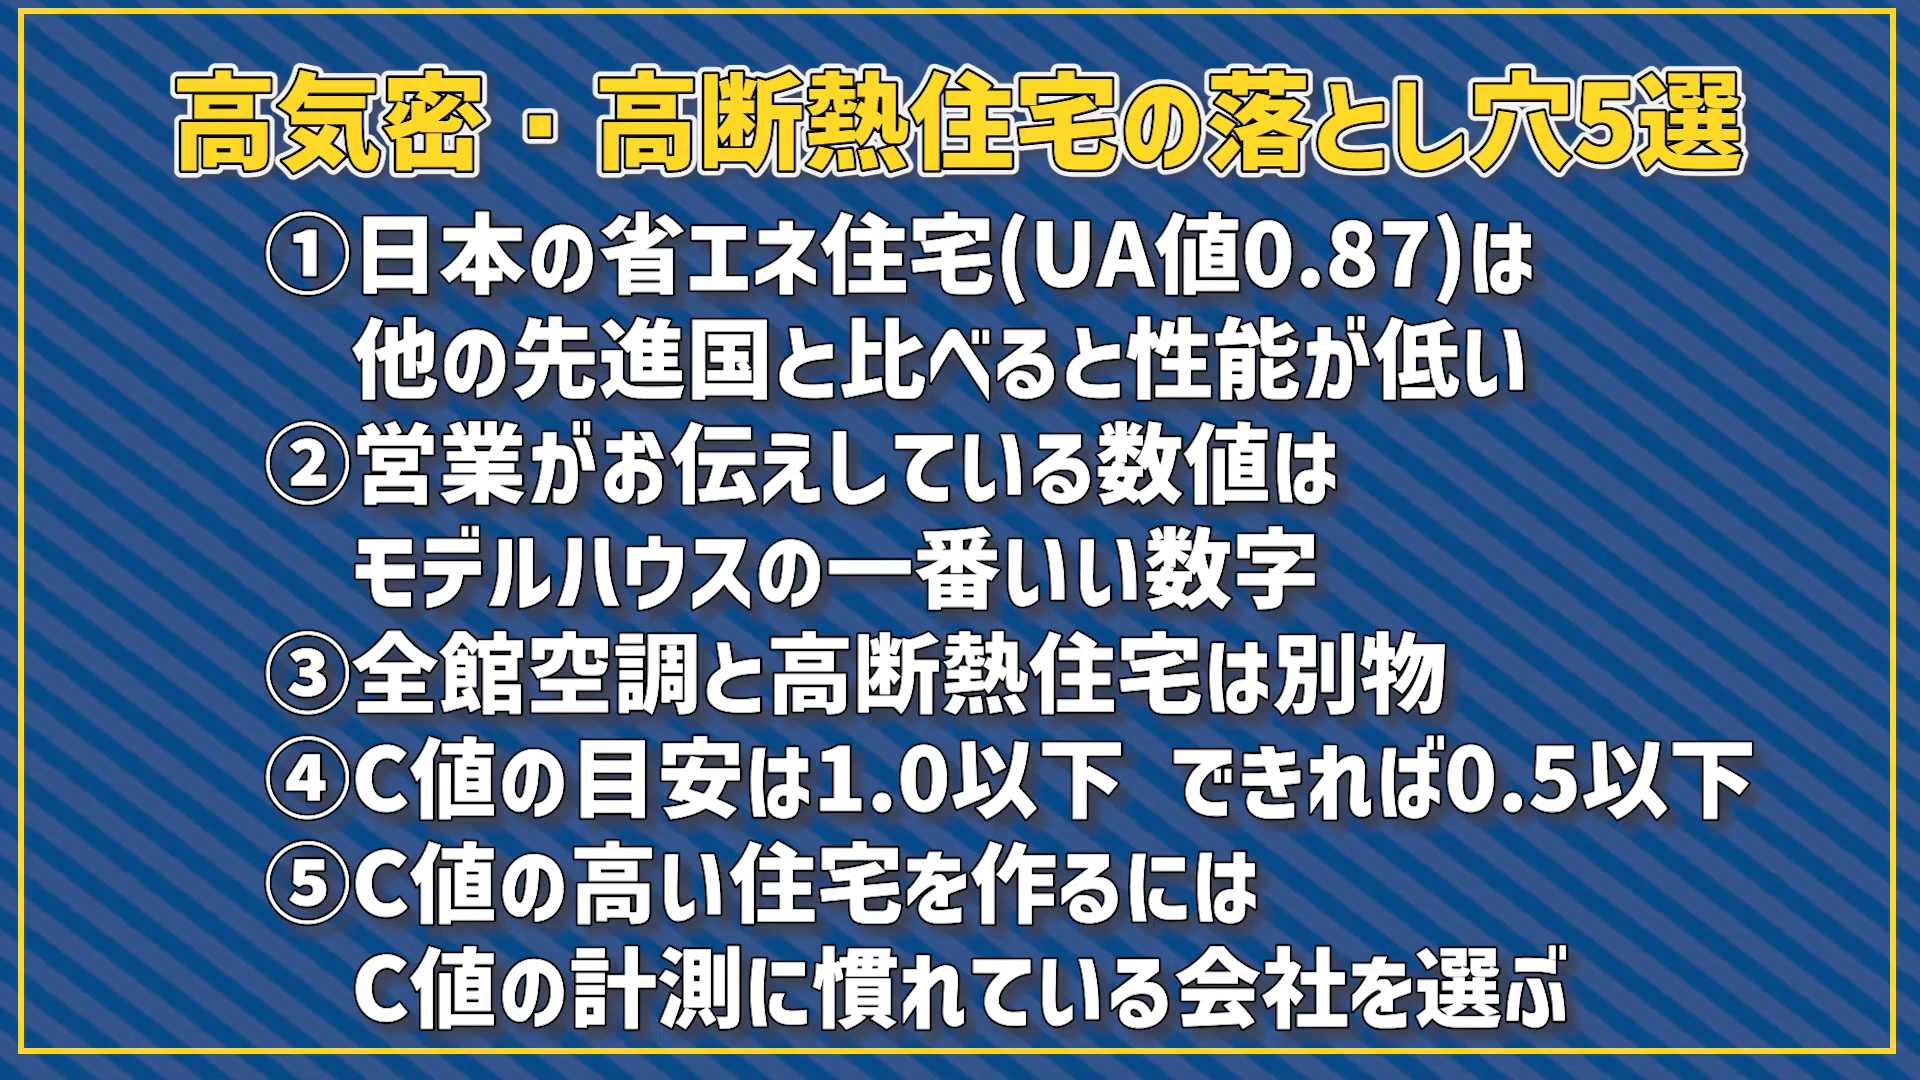 高気密・高断熱住宅の落とし穴5選
①日本の省エネ住宅(UA値0.87)は
他の先進国と比べると性能が低い
②営業がお伝えしている数値は
モデルハウスの一番いい数字
③全館空調と高断熱住宅は別物
④C値の目安は1.0以下 できれば0.5以下
⑤C値の高い住宅を作るには
C値の計測に慣れている会社を選ぶ